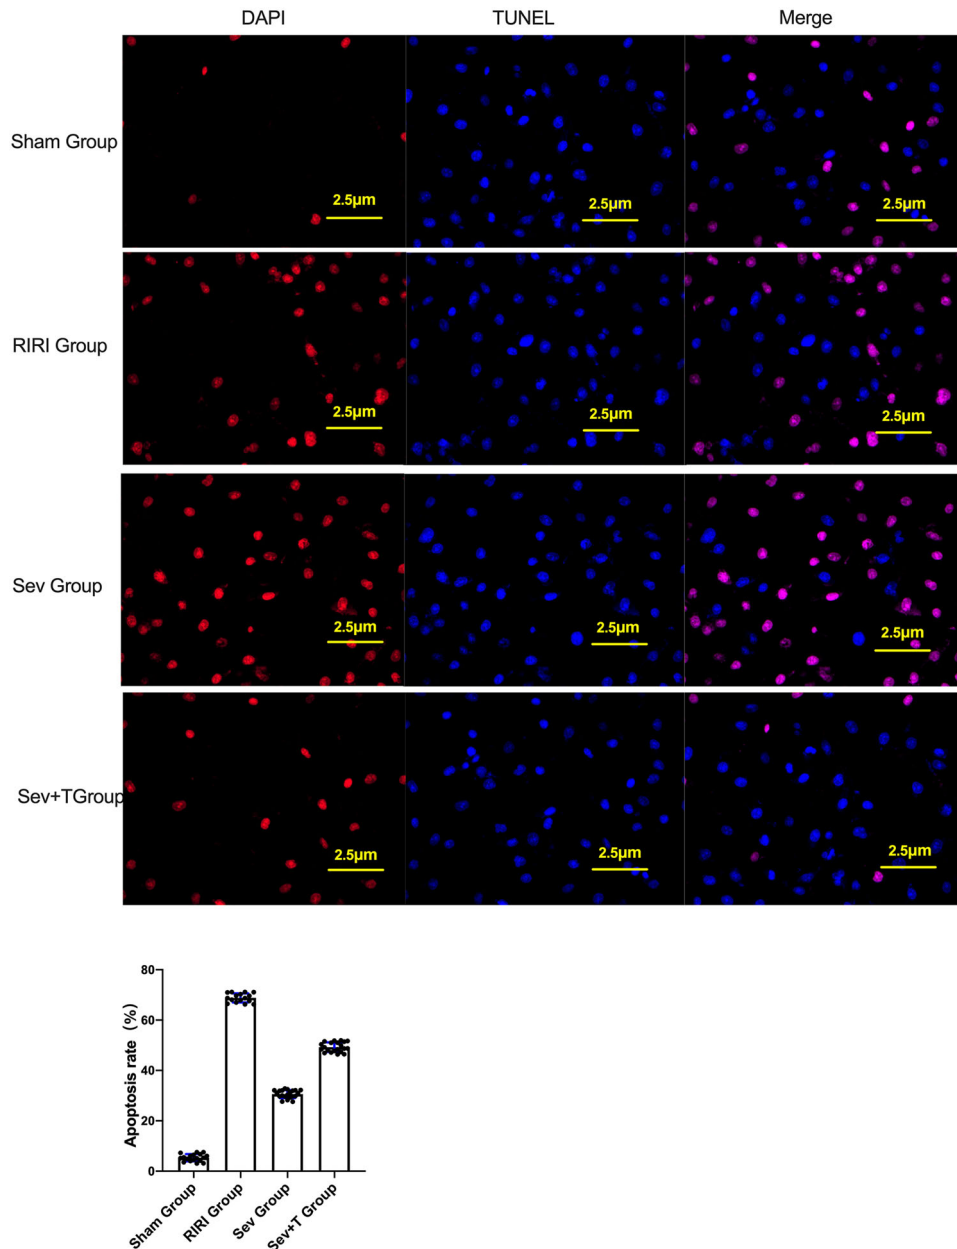 DAPI TUNEL Merge
Sham Group
2.5μm 2.5μm 2.5μm
RIRI Group
2.5μm 2.5μm 2.5μm
Sev Group
2.5μm 2.5μm 2.5μm
Sev+TGroup
2.5μm 2.5μm 2.5μm
Apoptosis rate (%)
80
60
40
20
0
Sham Group
RIRI Group
Sev Group
Sev+T Group